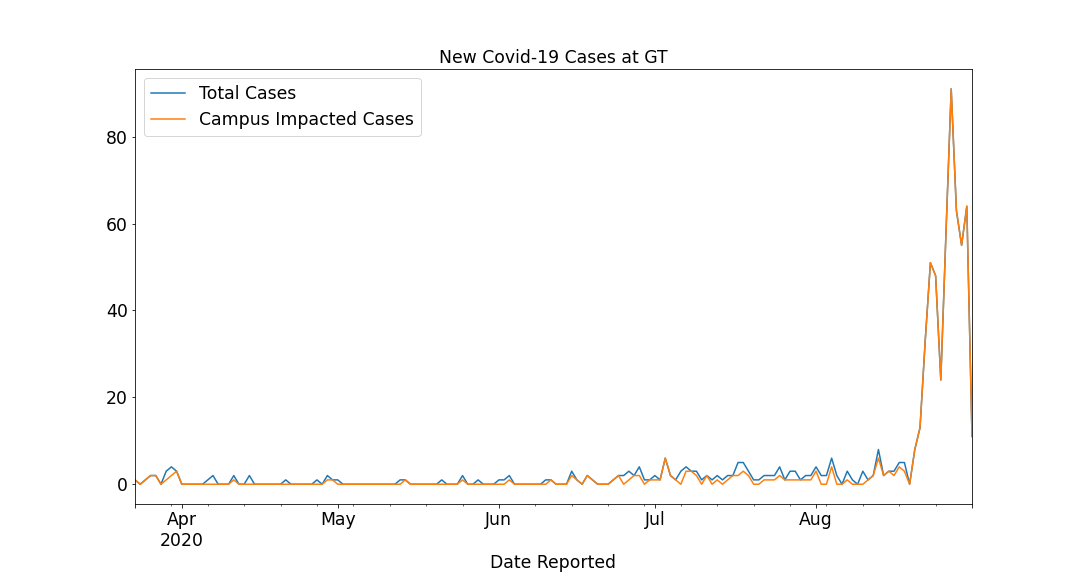 New Covid-19 Cases at GT
Total Cases
Campus Impacted Cases
80
60
40
20
0
Apr May Jun Jul Aug
2020
Date Reported